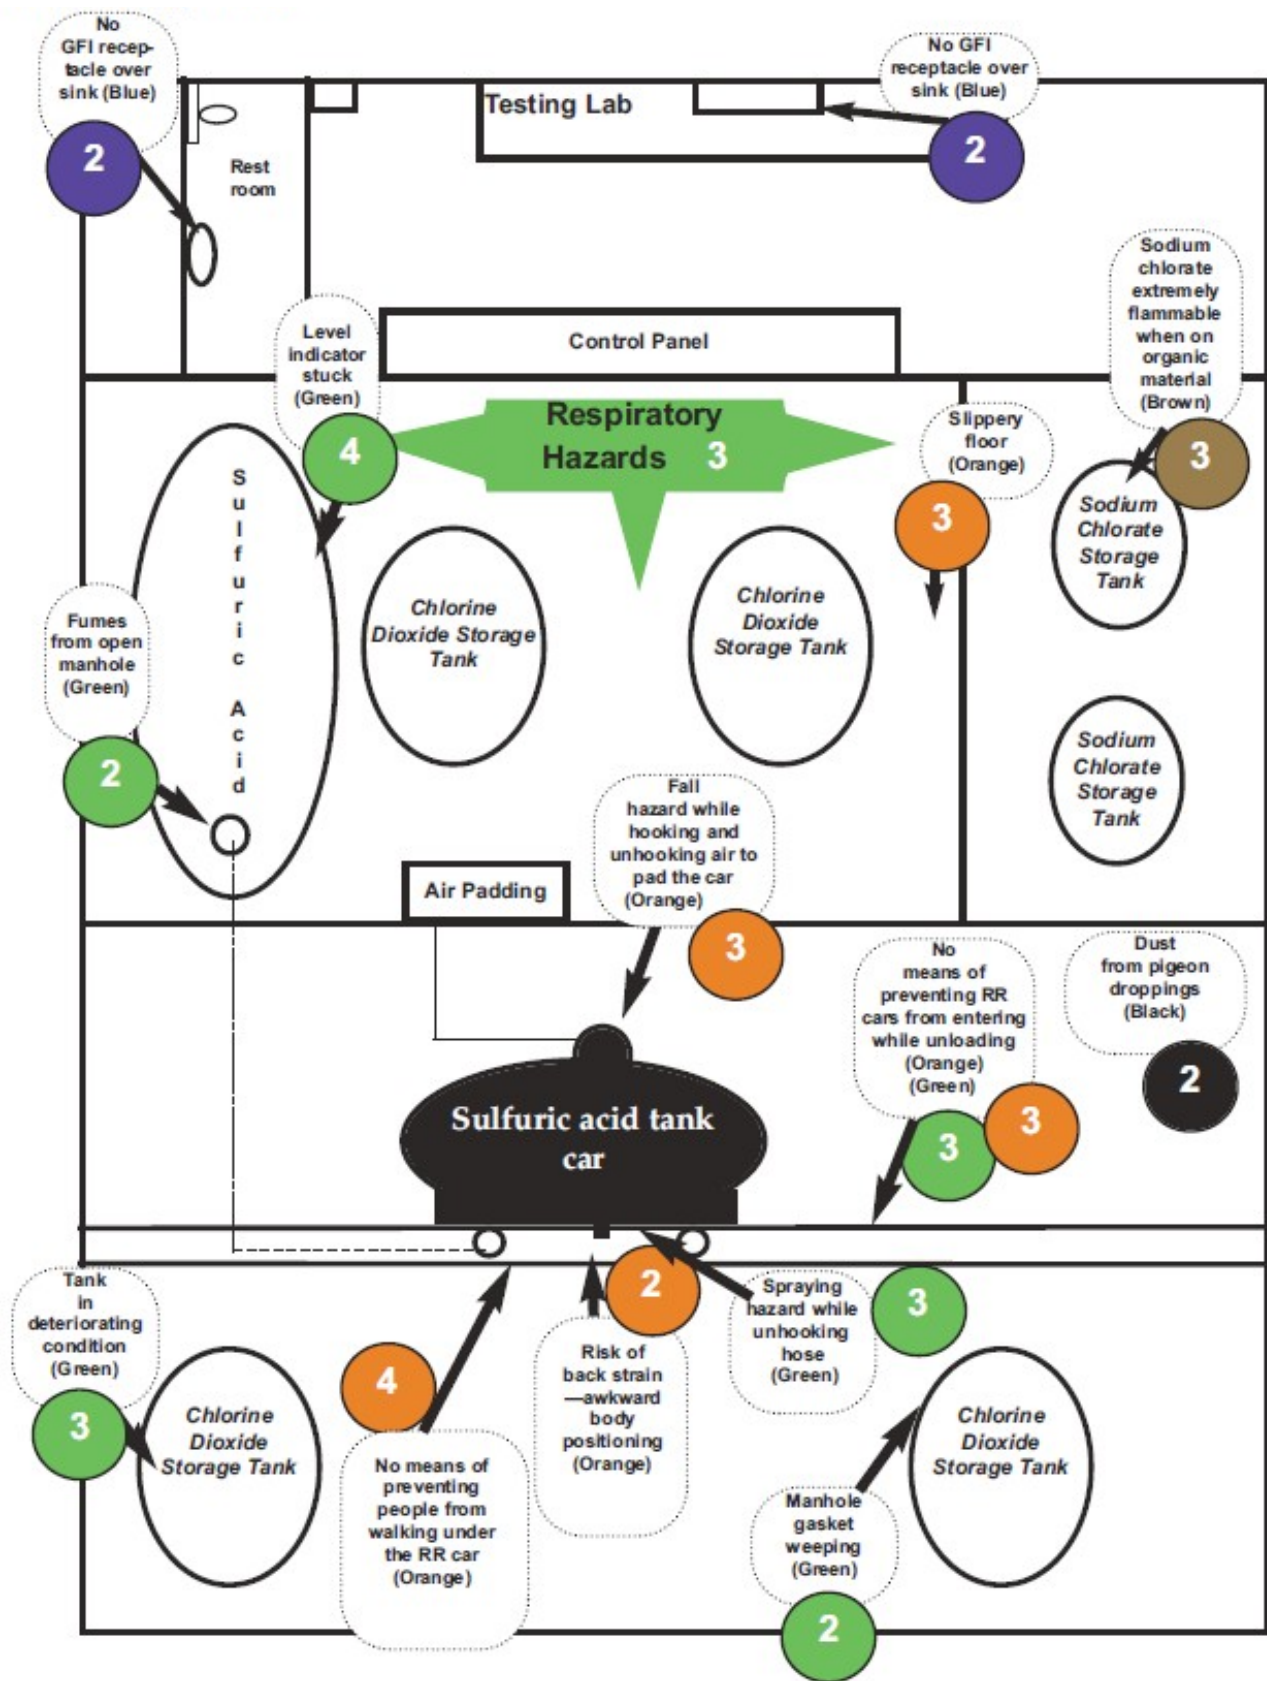 No
GFI recep-
tacle over
sink (Blue)
2
No GFI
receptacle over
sink (Blue)
2
Testing Lab
Rest
room
Sodium
chlorate
extremely
flammable
when on
organic
material
(Brown)
3
Level
indicator
stuck
(Green)
4
Control Panel
Respiratory
Hazards 3
Slippery
floor
(Orange)
3
Sulfuric Acid
Sodium
Chlorate
Storage
Tank
Chlorine
Dioxide Storage
Tank
Chlorine
Dioxide
Storage Tank
Fumes
from open
manhole
(Green)
2
Sodium
Chlorate
Storage
Tank
Fall
hazard while
hooking and
unhooking air to
pad the car
(Orange)
3
Air Padding
No
means of
preventing RR
cars from entering
while unloading
(Orange)
(Green)
3
3
Dust
from pigeon
droppings
(Black)
2
Sulfuric acid tank
car
Tank
in
deteriorating
condition
(Green)
3
Chlorine
Dioxide
Storage Tank
4
No means of
preventing
people from
walking under
the RR car
(Orange)
2
Risk of
back strain
—awkward
body
positioning
(Orange)
Spraying
hazard while
unhooking
hose
(Green)
3
Chlorine
Dioxide
Storage Tank
Manhole
gasket
weeping
(Green)
2